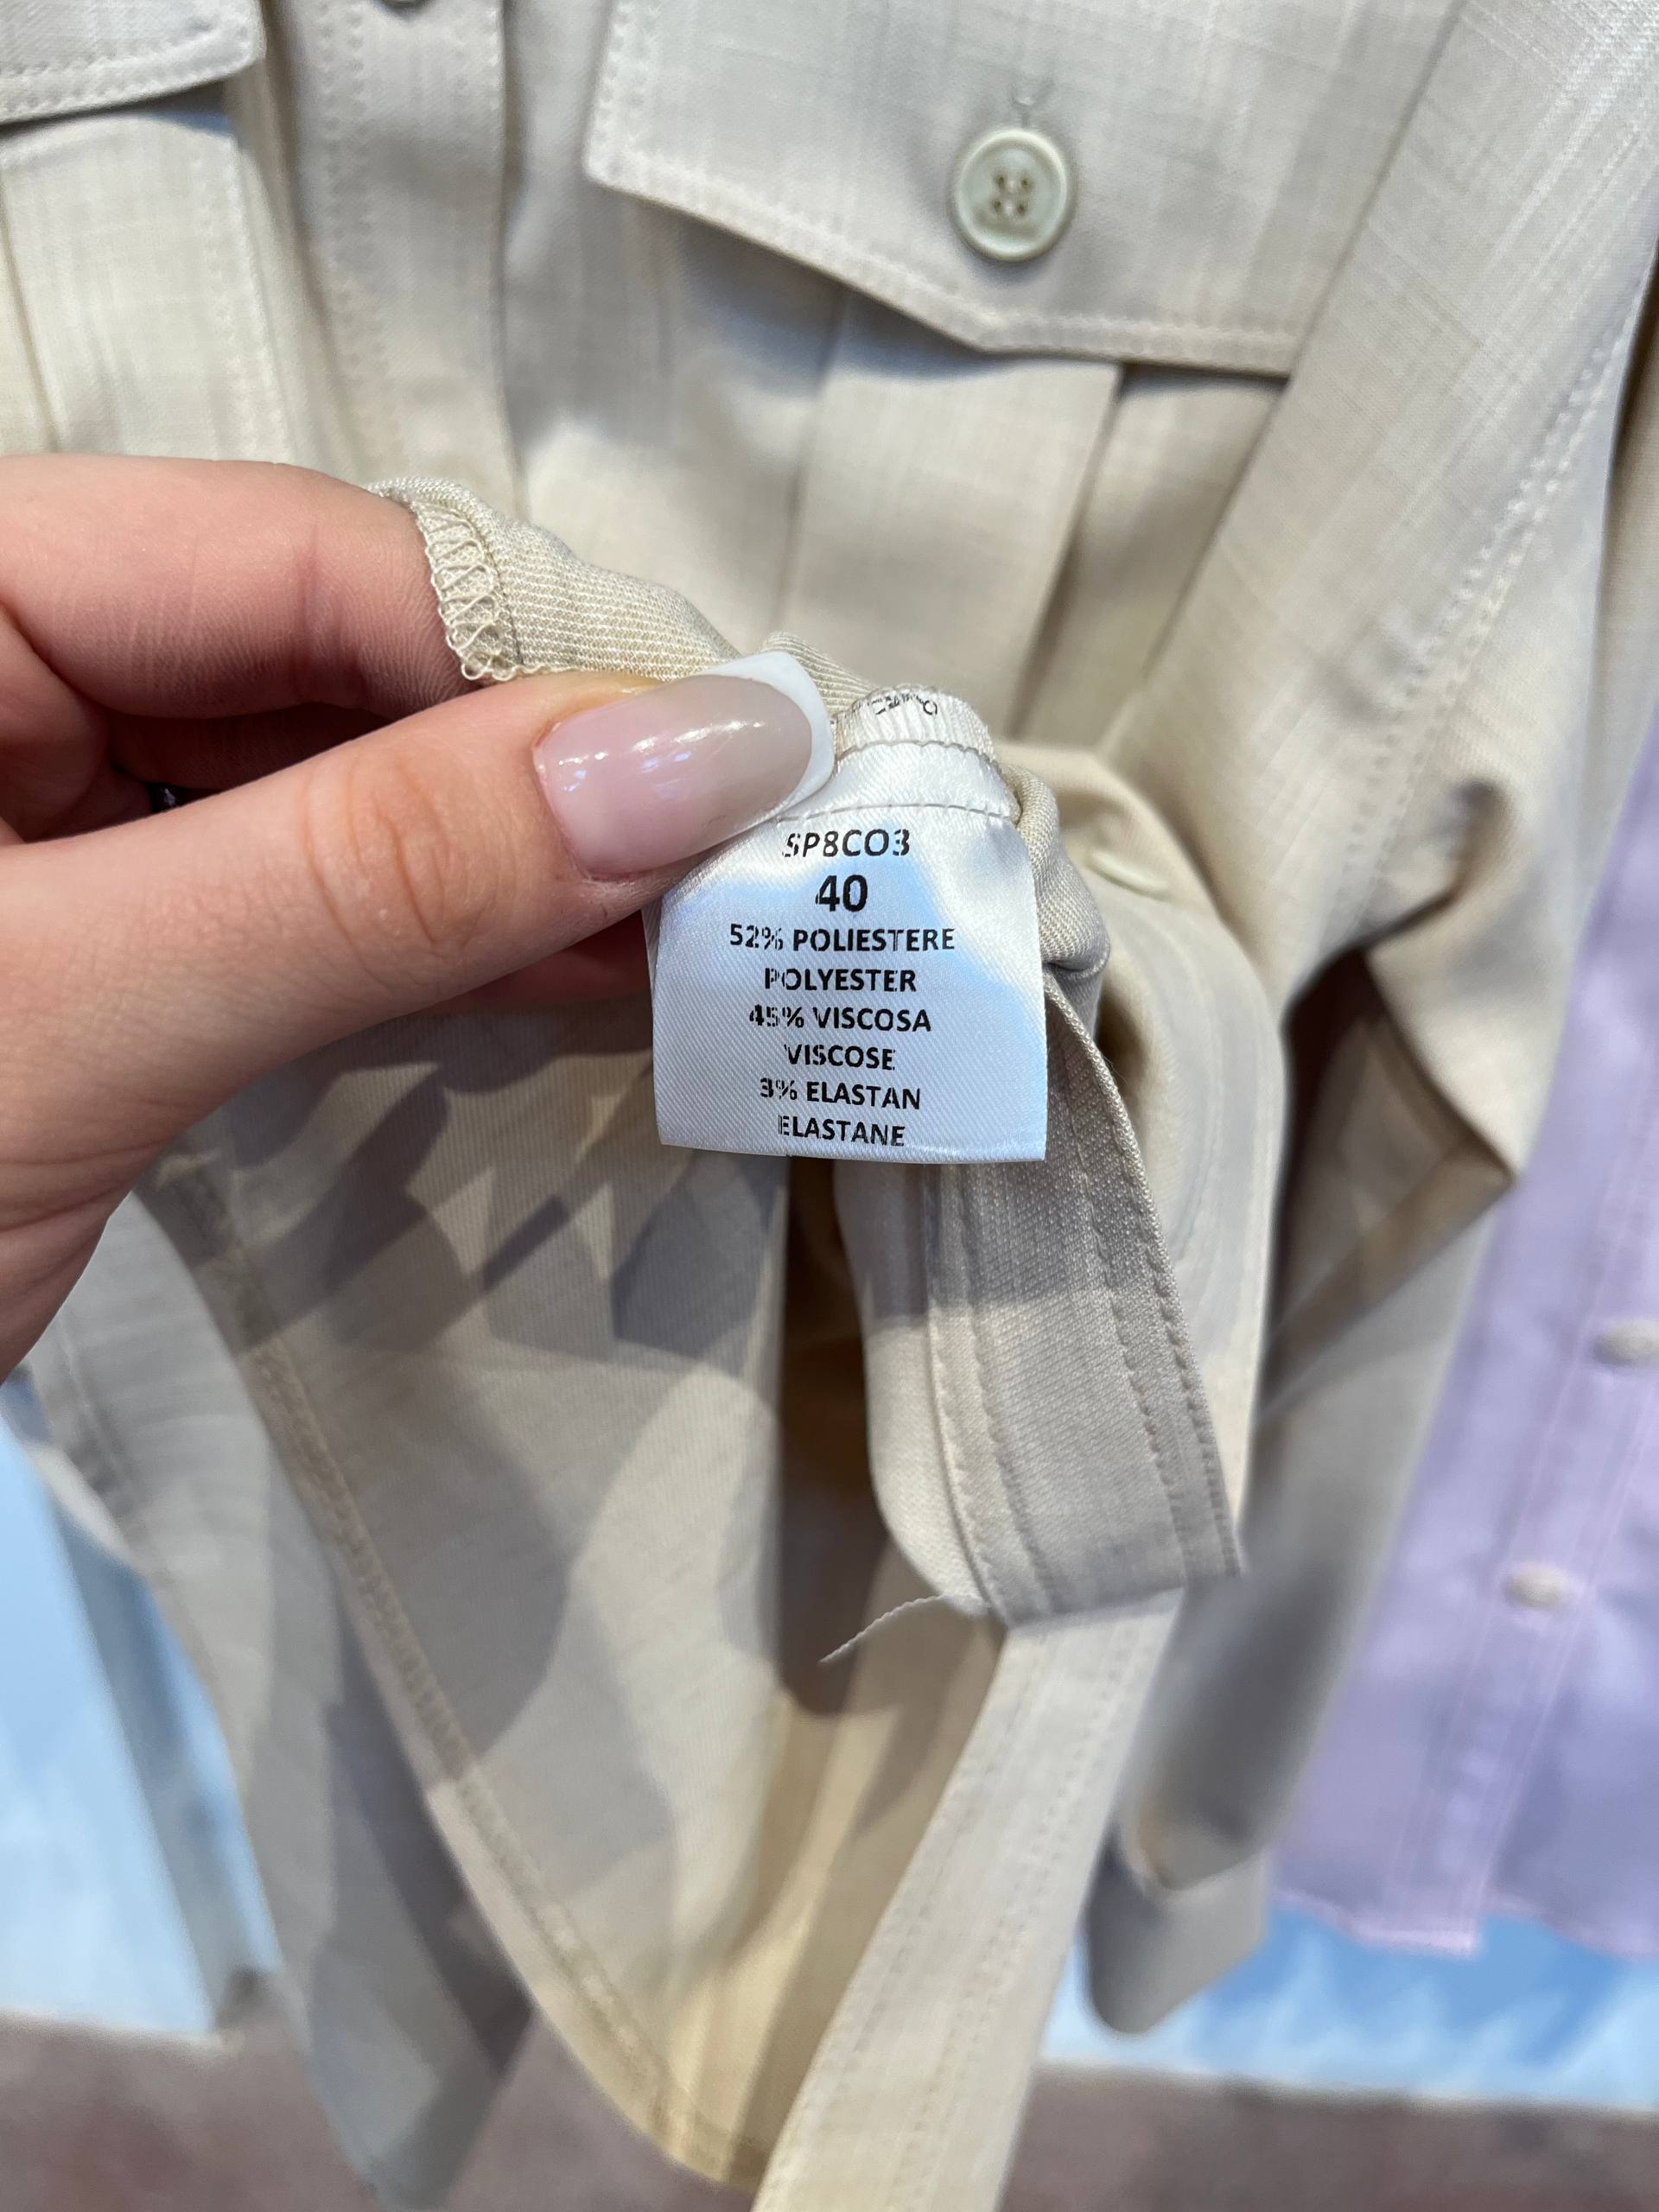 SP8CO3
40
52% POLIESTERE
POLYESTER
45% VISCOSA
VISCOSE
3% ELASTAN
ELASTANE